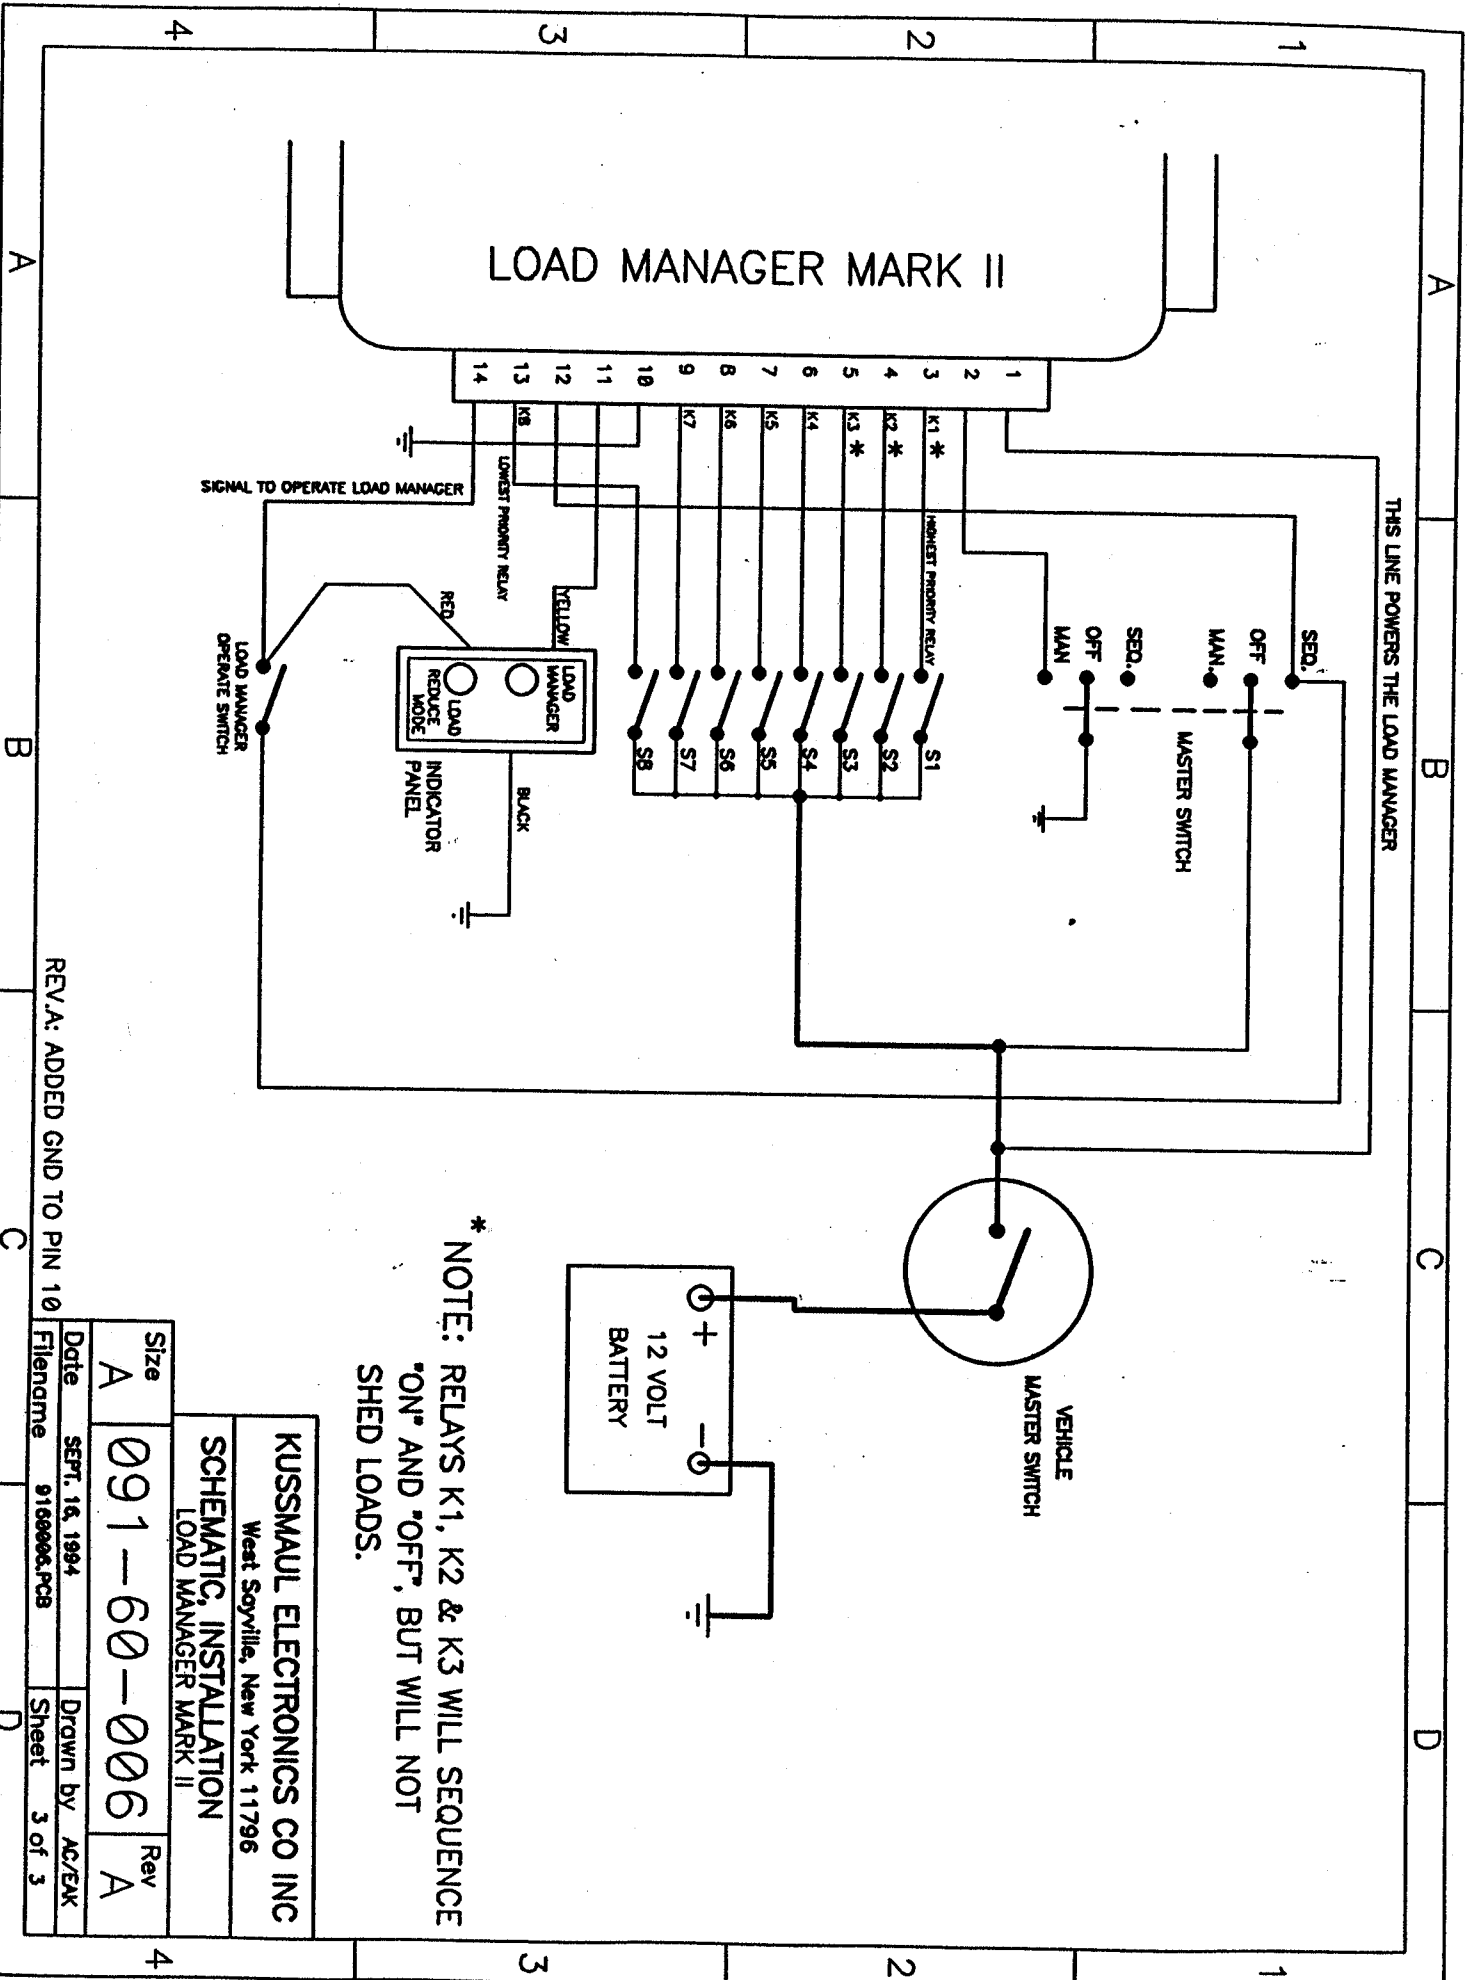 1
2
3
4
A
B
C
D
LOAD MANAGER MARK II
THIS LINE POWERS THE LOAD MANAGER
1
2
3
4
5
6
7
8
9
10
11
12
13
14
K1 *
K2 *
K3 *
K4
K5
K6
K7
K8
HIGHEST PRIORITY RELAY
LOWEST PRIORITY RELAY
SIGNAL TO OPERATE LOAD MANAGER
SEQ.
OFF
MAN.
SEQ.
OFF
MAN
MASTER SWITCH
S1
S2
S3
S4
S5
S6
S7
S8
YELLOW
RED
LOAD
MANAGER
LOAD
REDUCE
MODE
BLACK
INDICATOR
PANEL
LOAD MANAGER
OPERATE SWITCH
VEHICLE
MASTER SWITCH
+ −
12 VOLT
BATTERY
* NOTE: RELAYS K1, K2 & K3 WILL SEQUENCE
"ON" AND "OFF", BUT WILL NOT
SHED LOADS.
KUSSMAUL ELECTRONICS CO INC
West Sayville, New York 11796
SCHEMATIC, INSTALLATION
LOAD MANAGER MARK II
Size
A
091-60-006
Rev
A
Date SEPT. 16, 1994
Drawn by AC/EAK
Filename 9160006.PCB
Sheet 3 of 3
REV.A: ADDED GND TO PIN 10
A
B
C
D
1
2
3
4